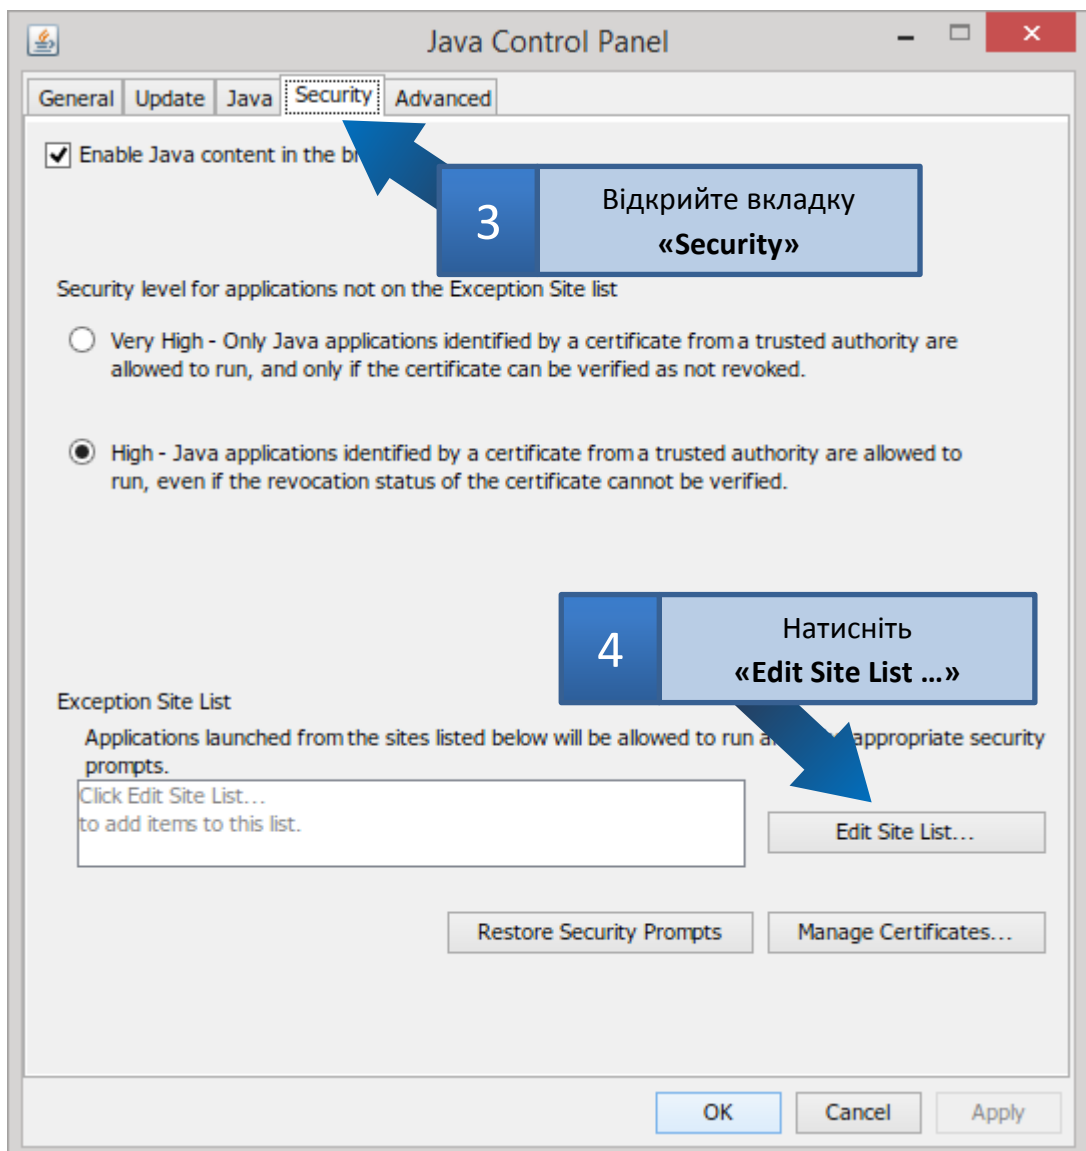 Java Control Panel
General Update Java Security Advanced
Enable Java content in the
3
Відкрийте вкладку
«Security»
Security level for applications not on the Exception Site list
Very High - Only Java applications identified by a certificate from a trusted authority are
allowed to run, and only if the certificate can be verified as not revoked.
High - Java applications identified by a certificate from a trusted authority are allowed to
run, even if the revocation status of the certificate cannot be verified.
4
Натисніть
«Edit Site List ...»
Exception Site List
Applications launched from the sites listed below will be allowed to run appropriate security
prompts.
Click Edit Site List...
to add items to this list.
Edit Site List...
Restore Security Prompts
Manage Certificates...
OK
Cancel
Apply